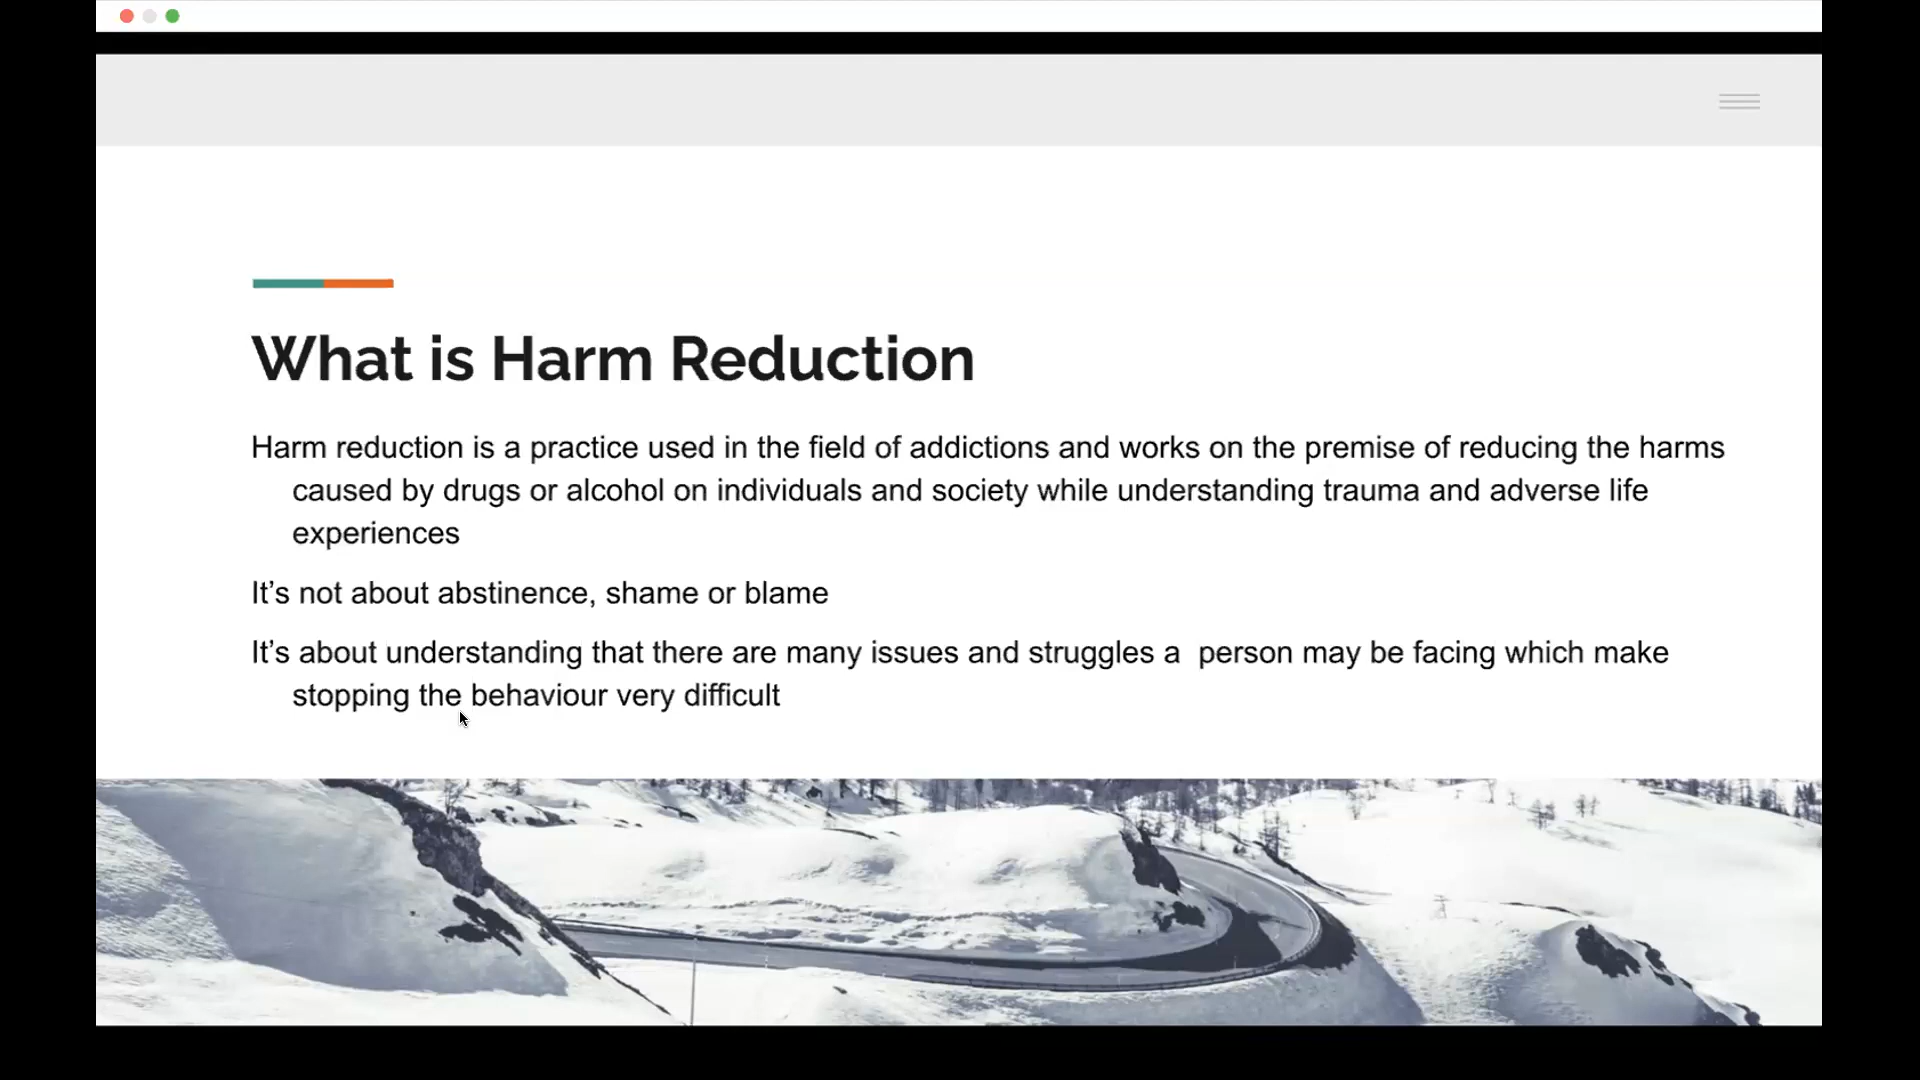 What is Harm Reduction
Harm reduction is a practice used in the field of addictions and works on the premise of reducing the harms
caused by drugs or alcohol on individuals and society while understanding trauma and adverse life
experiences
It’s not about abstinence, shame or blame
It’s about understanding that there are many issues and struggles a  person may be facing which make
stopping the behaviour very difficult